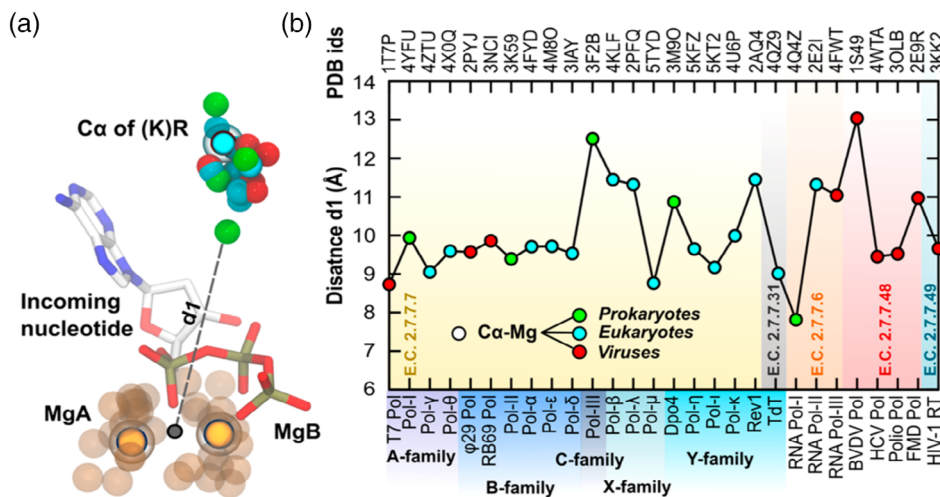 (a)
Cα of (K)R
Incoming
nucleotide
d1
MgA
MgB
(b)
PDB ids
1T7P
4YFU
4ZTU
4X0Q
2PYJ
3NCI
3K59
4FYD
4M8O
3IAY
3F2B
4KLF
2PFQ
5TYD
3M9O
5KFZ
5KT2
4U6P
2AQ4
4QZ9
4Q4Z
2E2I
4FWT
1S49
4WTA
3OLB
2E9R
3KK2
Disatnce d1 (Å)
14
13
12
11
10
9
8
7
6
E.C. 2.7.7.7
Cα-Mg
Prokaryotes
Eukaryotes
Viruses
E.C. 2.7.7.31
E.C. 2.7.7.6
E.C. 2.7.7.48
E.C. 2.7.7.49
T7 Pol
Pol-I
Pol-γ
Pol-θ
φ29 Pol
RB69 Pol
Pol-II
Pol-α
Pol-ε
Pol-δ
Pol-III
Pol-β
Pol-λ
Pol-μ
Dpo4
Pol-η
Pol-ι
Pol-κ
Rev1
TdT
RNA Pol-I
RNA Pol-II
RNA Pol-III
BVDV Pol
HCV Pol
Polio Pol
FMD Pol
HIV-1 RT
A-family
B-family
C-family
X-family
Y-family